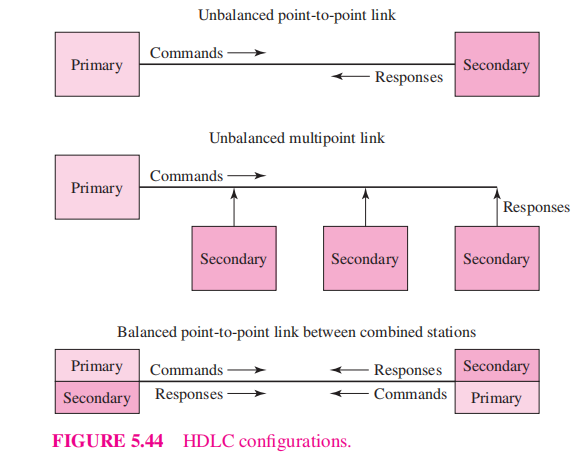 Unbalanced point-to-point link
Commands
Primary
Secondary
Responses
Unbalanced multipoint link
Commands
Primary
Responses
Secondary
Secondary
Secondary
Balanced point-to-point link between combined stations
Primary
Commands
Responses
Secondary
Secondary
Responses
Commands
Primary
FIGURE 5.44 HDLC configurations.